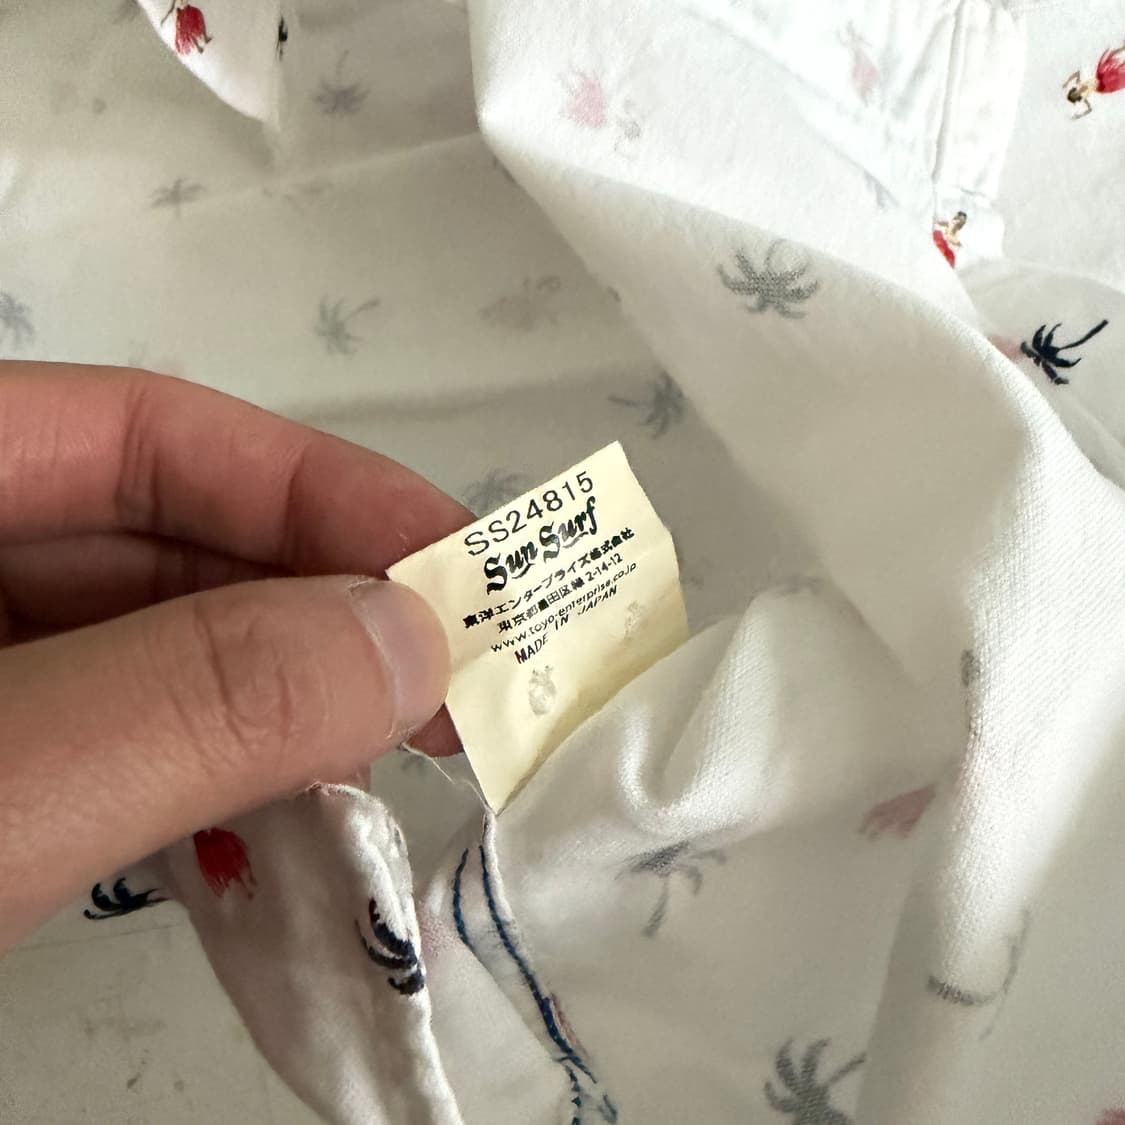 SS24815
Sun Surf
東洋エンタープライズ株式会社
東京都墨田区緑 2-14-12
www.toyo-enterprise.co.jp
MADE IN JAPAN